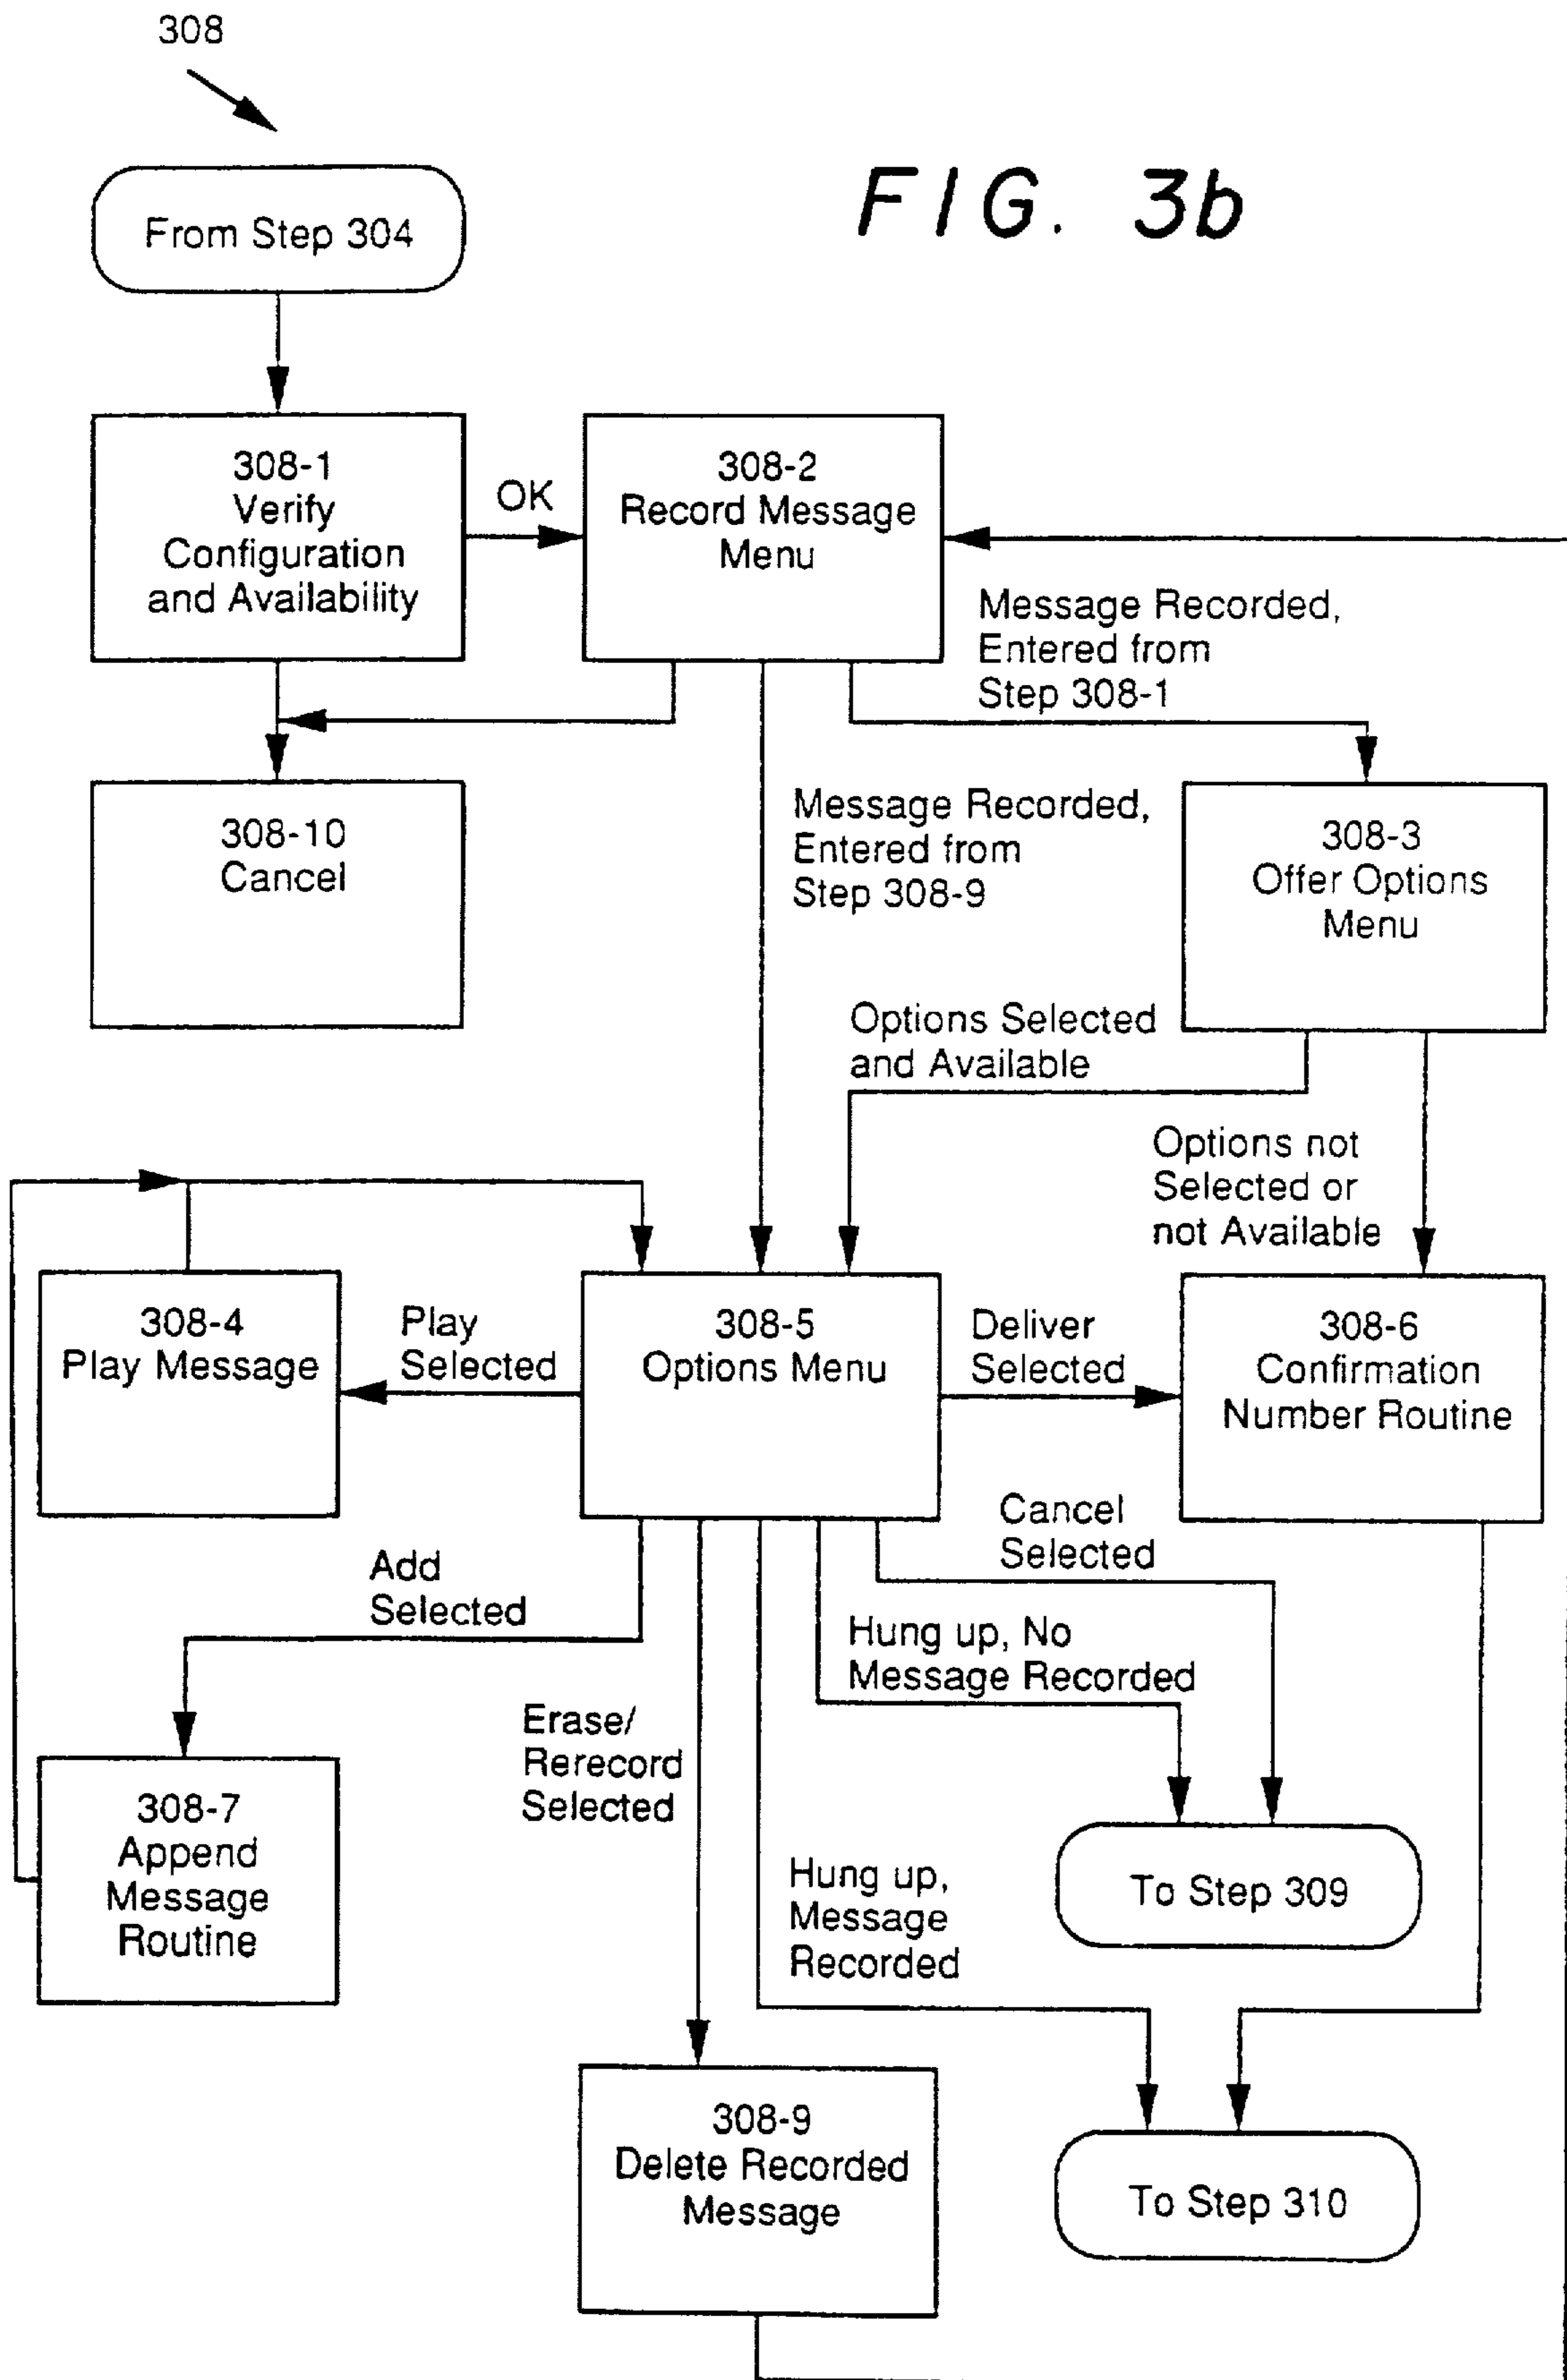 308
FIG. 3b
From Step 304
308-1
Verify
Configuration
and Availability
OK
308-2
Record Message
Menu
Message Recorded,
Entered from
Step 308-1
308-10
Cancel
Message Recorded,
Entered from
Step 308-9
308-3
Offer Options
Menu
Options Selected
and Available
Options not
Selected or
not Available
308-4
Play Message
Play
Selected
308-5
Options Menu
Deliver
Selected
308-6
Confirmation
Number Routine
Cancel
Selected
Add
Selected
Hung up, No
Message Recorded
Erase/
Rerecord
Selected
308-7
Append
Message
Routine
Hung up,
Message
Recorded
To Step 309
308-9
Delete Recorded
Message
To Step 310